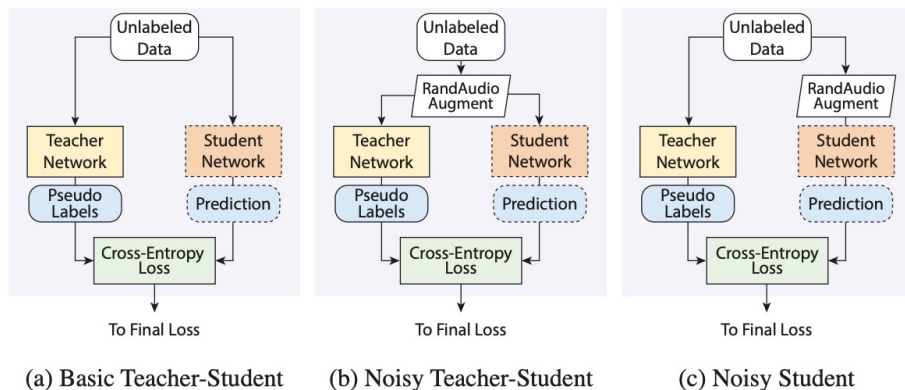 Unlabeled
Data
Teacher
Network
Student
Network
Pseudo
Labels
Prediction
Cross-Entropy
Loss
To Final Loss
(a) Basic Teacher-Student
Unlabeled
Data
RandAudio
Augment
Teacher
Network
Student
Network
Pseudo
Labels
Prediction
Cross-Entropy
Loss
To Final Loss
(b) Noisy Teacher-Student
Unlabeled
Data
RandAudio
Augment
Teacher
Network
Student
Network
Pseudo
Labels
Prediction
Cross-Entropy
Loss
To Final Loss
(c) Noisy Student